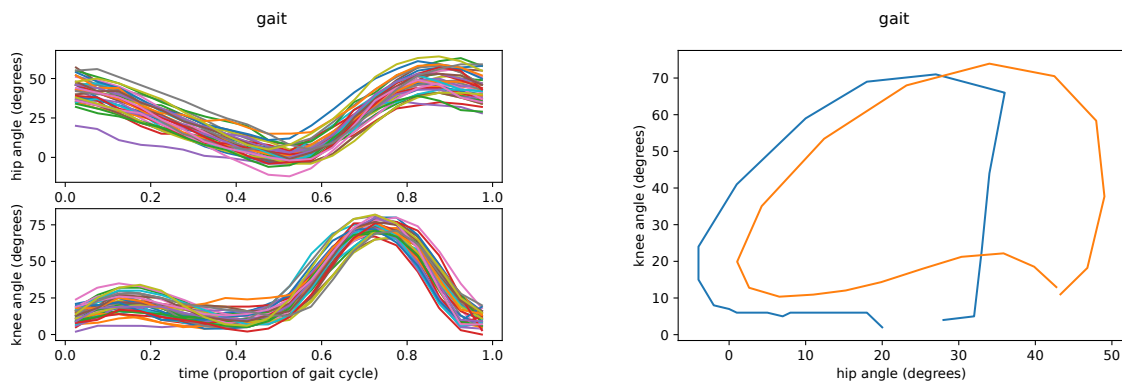 gait
hip angle (degrees)
50
25
0
0.0 0.2 0.4 0.6 0.8 1.0
knee angle (degrees)
75
50
25
0
0.0 0.2 0.4 0.6 0.8 1.0
time (proportion of gait cycle)
gait
knee angle (degrees)
70
60
50
40
30
20
10
0
0 10 20 30 40 50
hip angle (degrees)